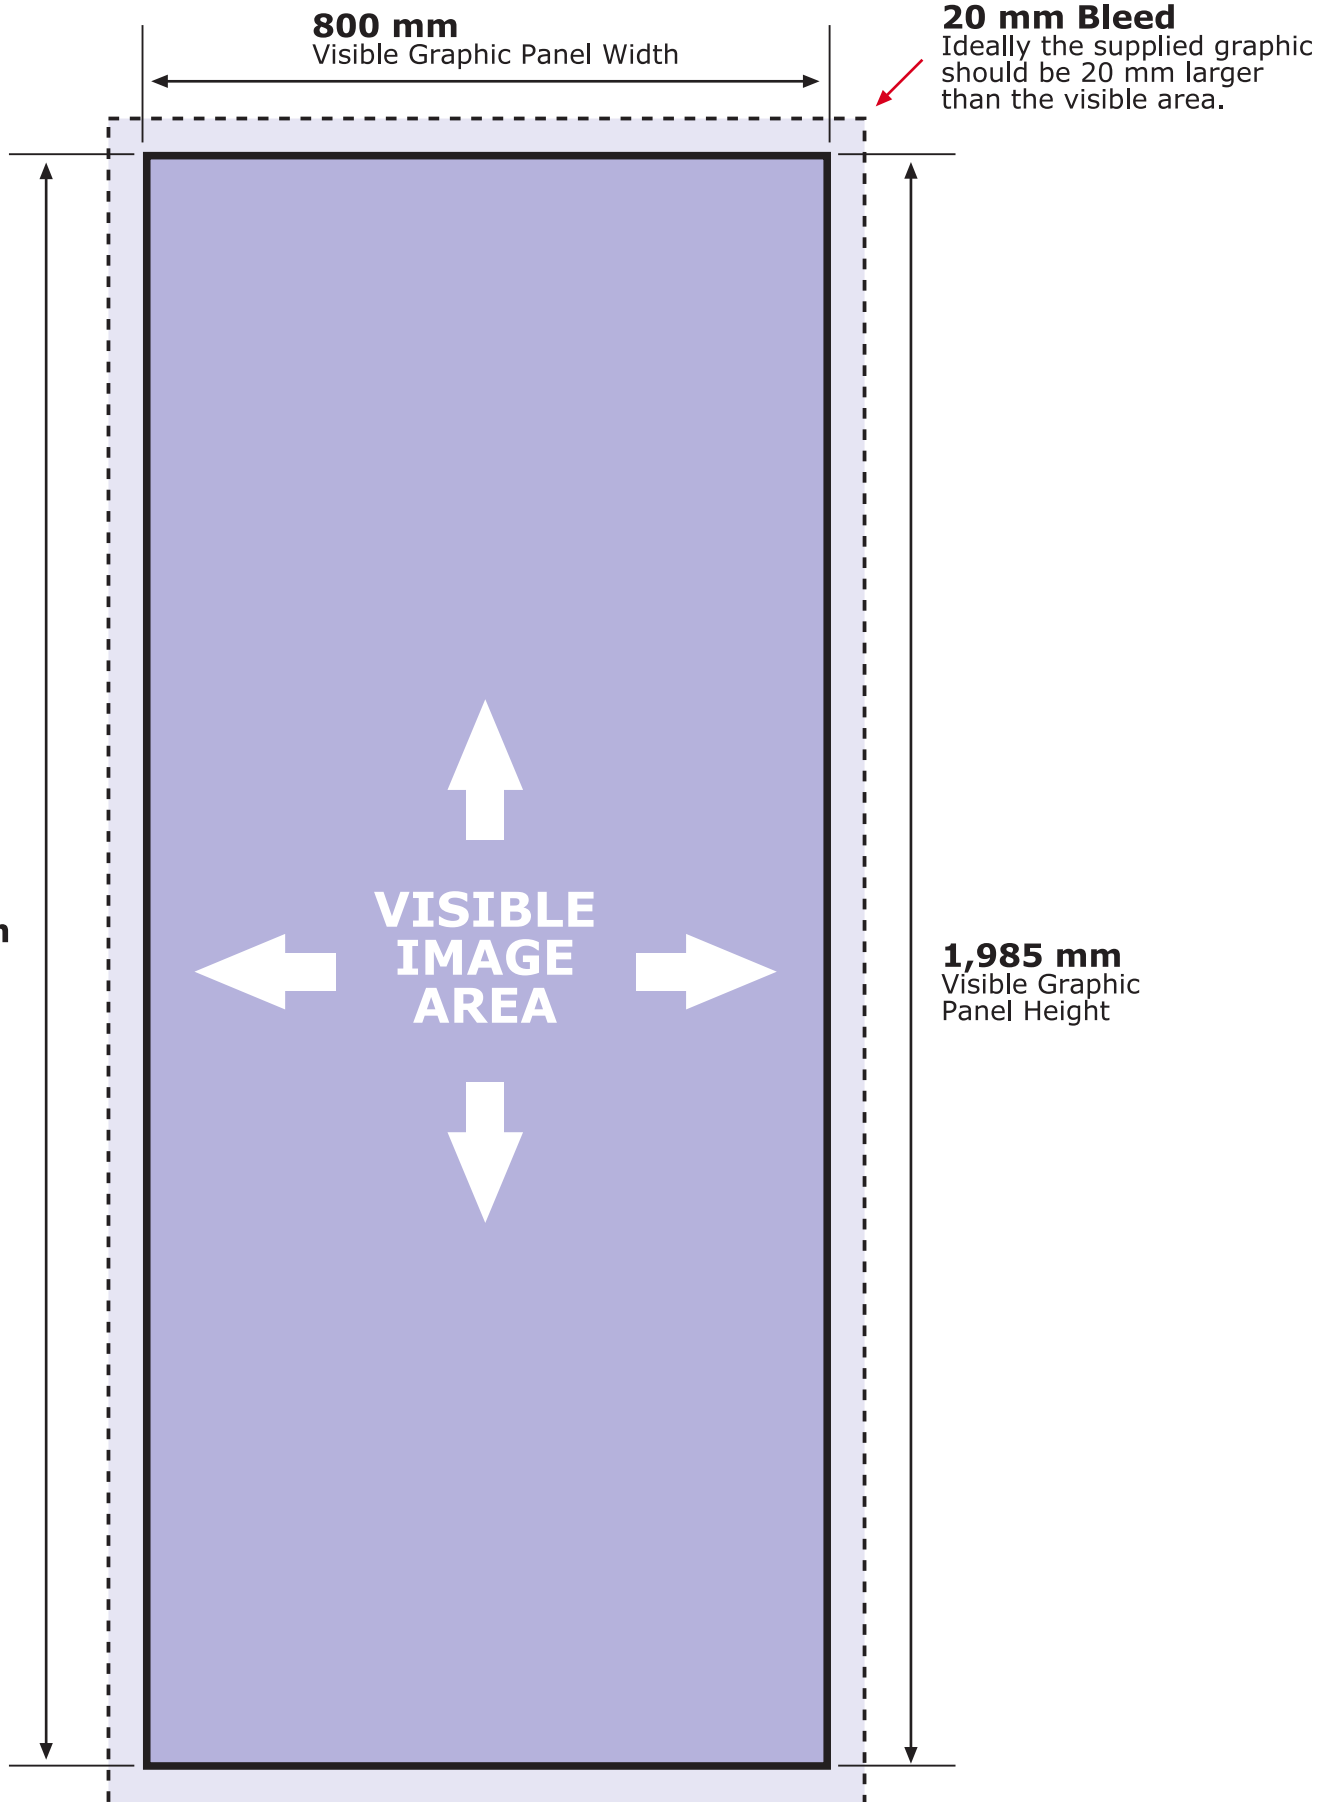 800 mm
Visible Graphic Panel Width
20 mm Bleed
Ideally the supplied graphic
should be 20 mm larger
than the visible area.
VISIBLE
IMAGE
AREA
1,985 mm
Visible Graphic
Panel Height